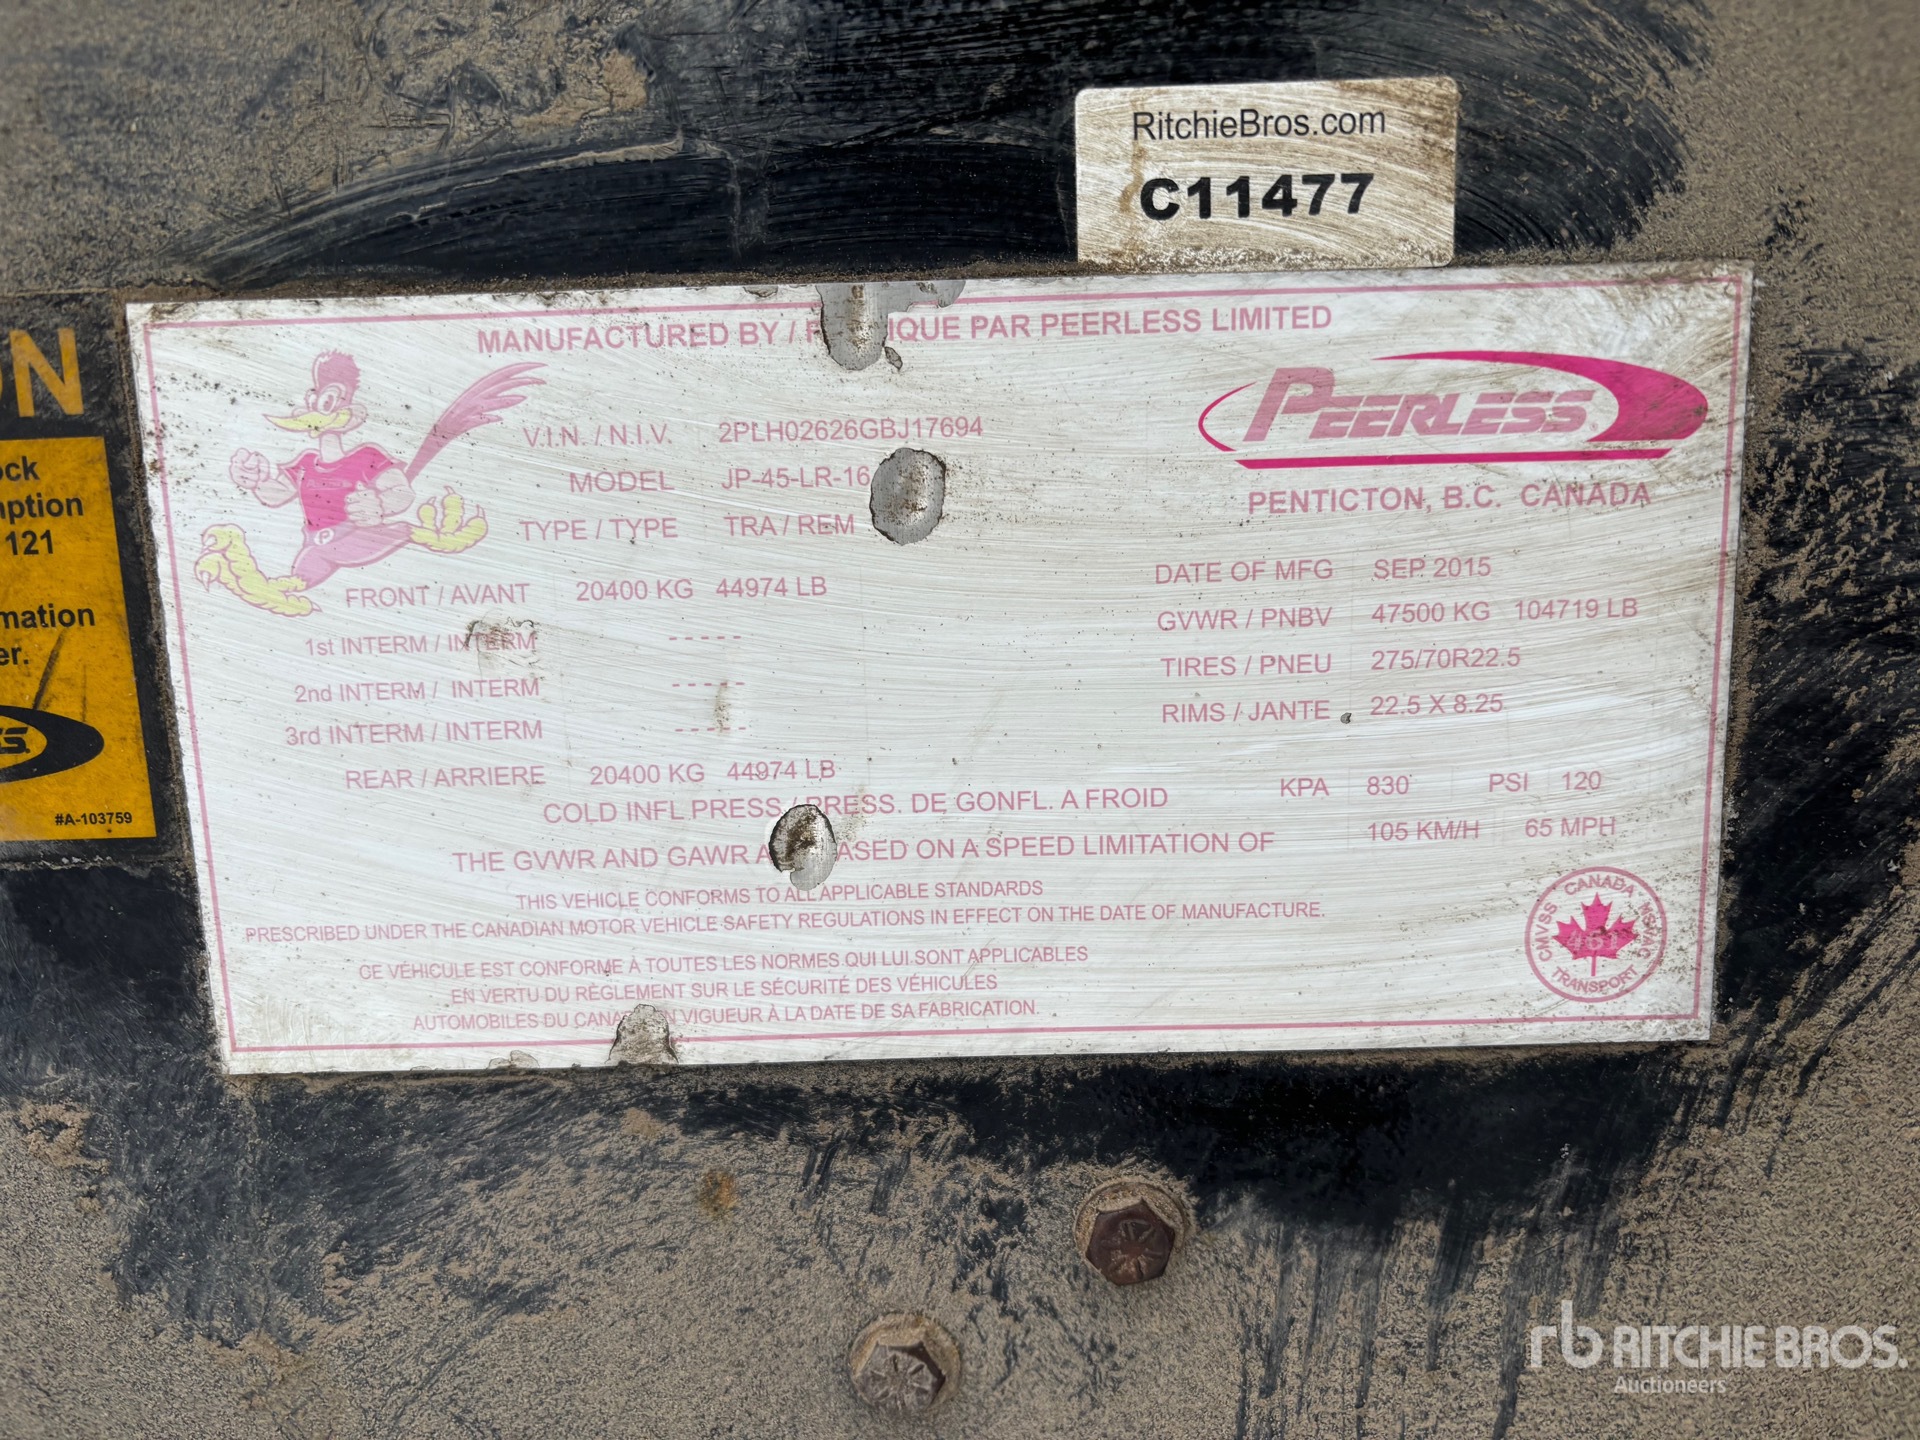 RitchieBros.com
C11477
MANUFACTURED BY / F IQUE PAR PEERLESS LIMITED
PEERLESS
PENTICTON, B.C. CANADA
V.I.N. / N.I.V. 2PLH02626GBJ17694
MODEL JP-45-LR-16
TYPE / TYPE TRA / REM
FRONT / AVANT 20400 KG 44974 LB
1st INTERM / INTERM -----
2nd INTERM / INTERM -----
3rd INTERM / INTERM -----
REAR / ARRIERE 20400 KG 44974 LB
DATE OF MFG SEP. 2015
GVWR / PNBV 47500 KG 104719 LB
TIRES / PNEU 275/70R22.5
RIMS / JANTE 22.5 X 8.25
COLD INFL PRESS / PRESS. DE GONFL. A FROID KPA 830 PSI 120
THE GVWR AND GAWR A ASED ON A SPEED LIMITATION OF 105 KM/H 65 MPH
THIS VEHICLE CONFORMS TO ALL APPLICABLE STANDARDS
PRESCRIBED UNDER THE CANADIAN MOTOR VEHICLE SAFETY REGULATIONS IN EFFECT ON THE DATE OF MANUFACTURE.
CE VÉHICULE EST CONFORME À TOUTES LES NORMES QUI LUI SONT APPLICABLES
EN VERTU DU RÈGLEMENT SUR LE SÉCURITÉ DES VÉHICULES
AUTOMOBILES DU CANA N VIGUEUR À LA DATE DE SA FABRICATION.
CANADA
CMVSS 461 NSVAC
TRANSPORT
ON
ock
mption
121
mation
er.
#A-103759
rb RITCHIE BROS.
Auctioneers